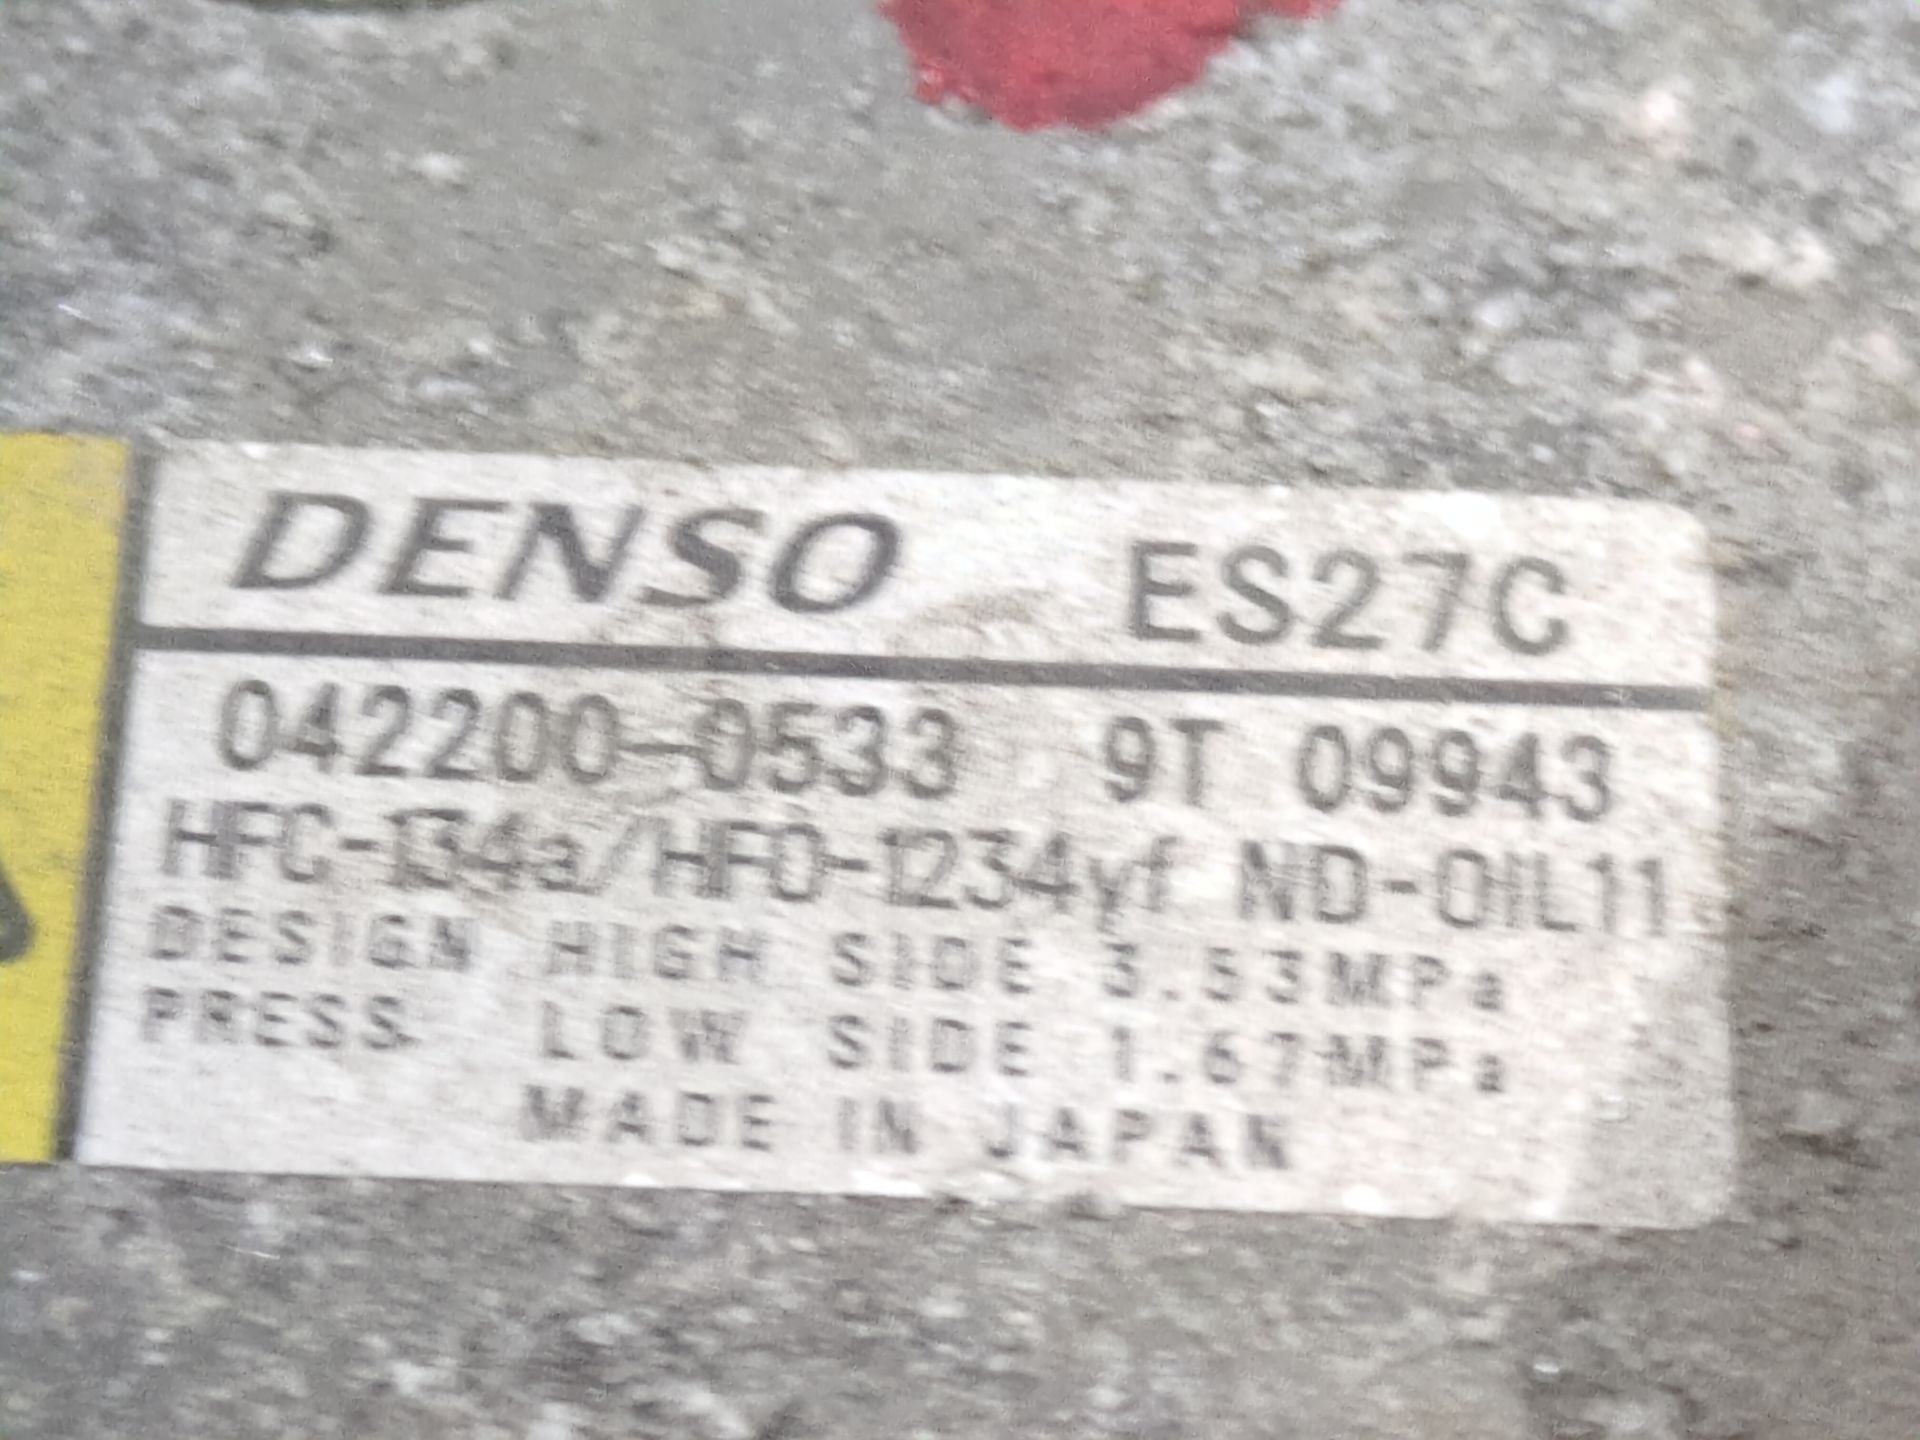 DENSO ES27C
042200-0533 9T 09943
HFC-134a/HFO-1234yf ND-OIL11
DESIGN HIGH SIDE 3.53MPa
PRESS. LOW SIDE 1.67MPa
MADE IN JAPAN